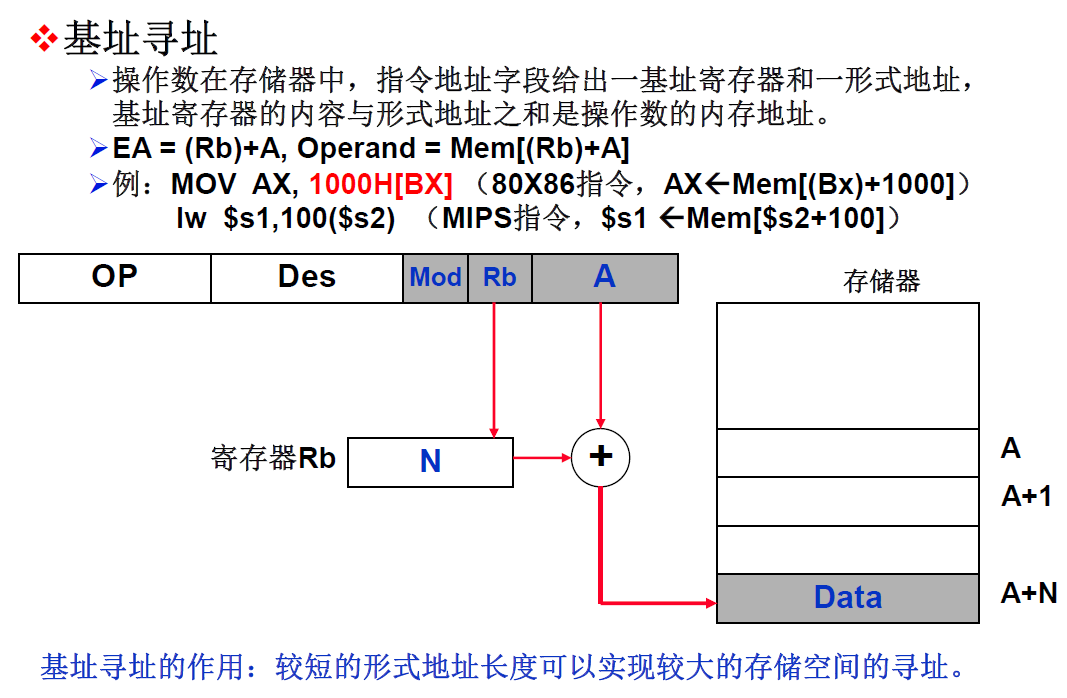 基址寻址
操作数在存储器中，指令地址字段给出一基址寄存器和一形式地址，
基址寄存器的内容与形式地址之和是操作数的内存地址。
EA = (Rb)+A, Operand = Mem[(Rb)+A]
例：MOV AX, 1000H[BX] （80X86指令，AX←Mem[(Bx)+1000]）
lw $s1,100($s2) （MIPS指令，$s1 ←Mem[$s2+100]）
OP Des Mod Rb A
存储器
A
寄存器Rb N +
A+1
Data A+N
基址寻址的作用：较短的形式地址长度可以实现较大的存储空间的寻址。